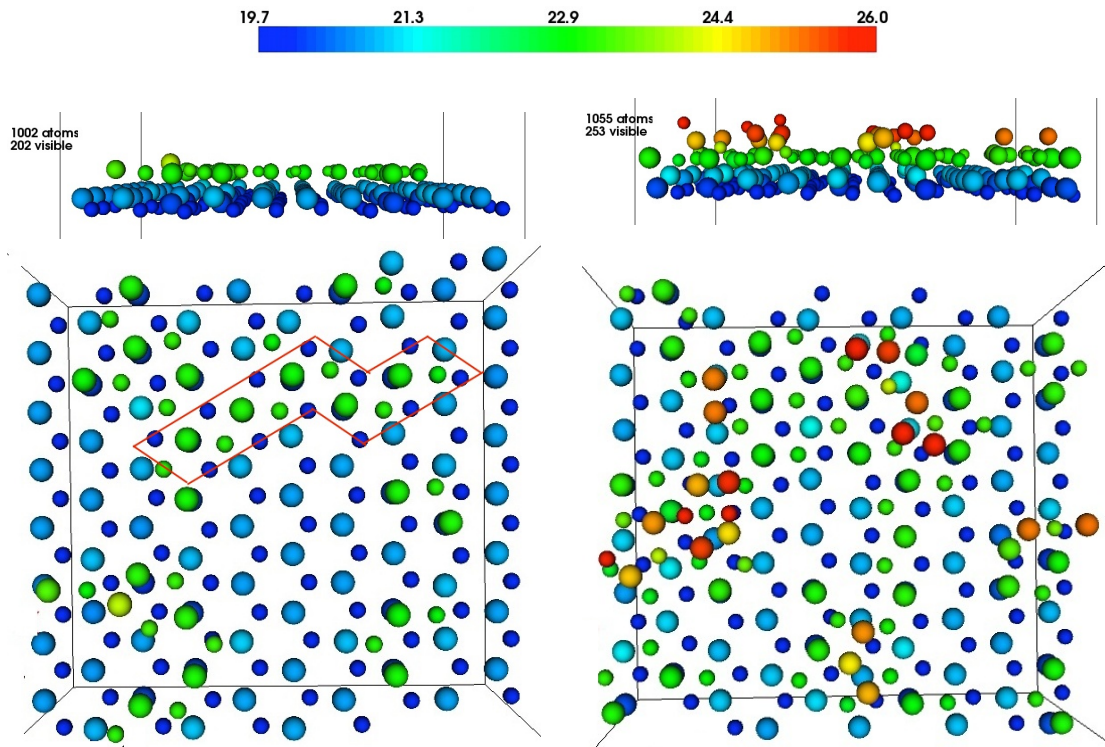 19.7 21.3 22.9 24.4 26.0
1002 atoms
202 visible
1055 atoms
253 visible